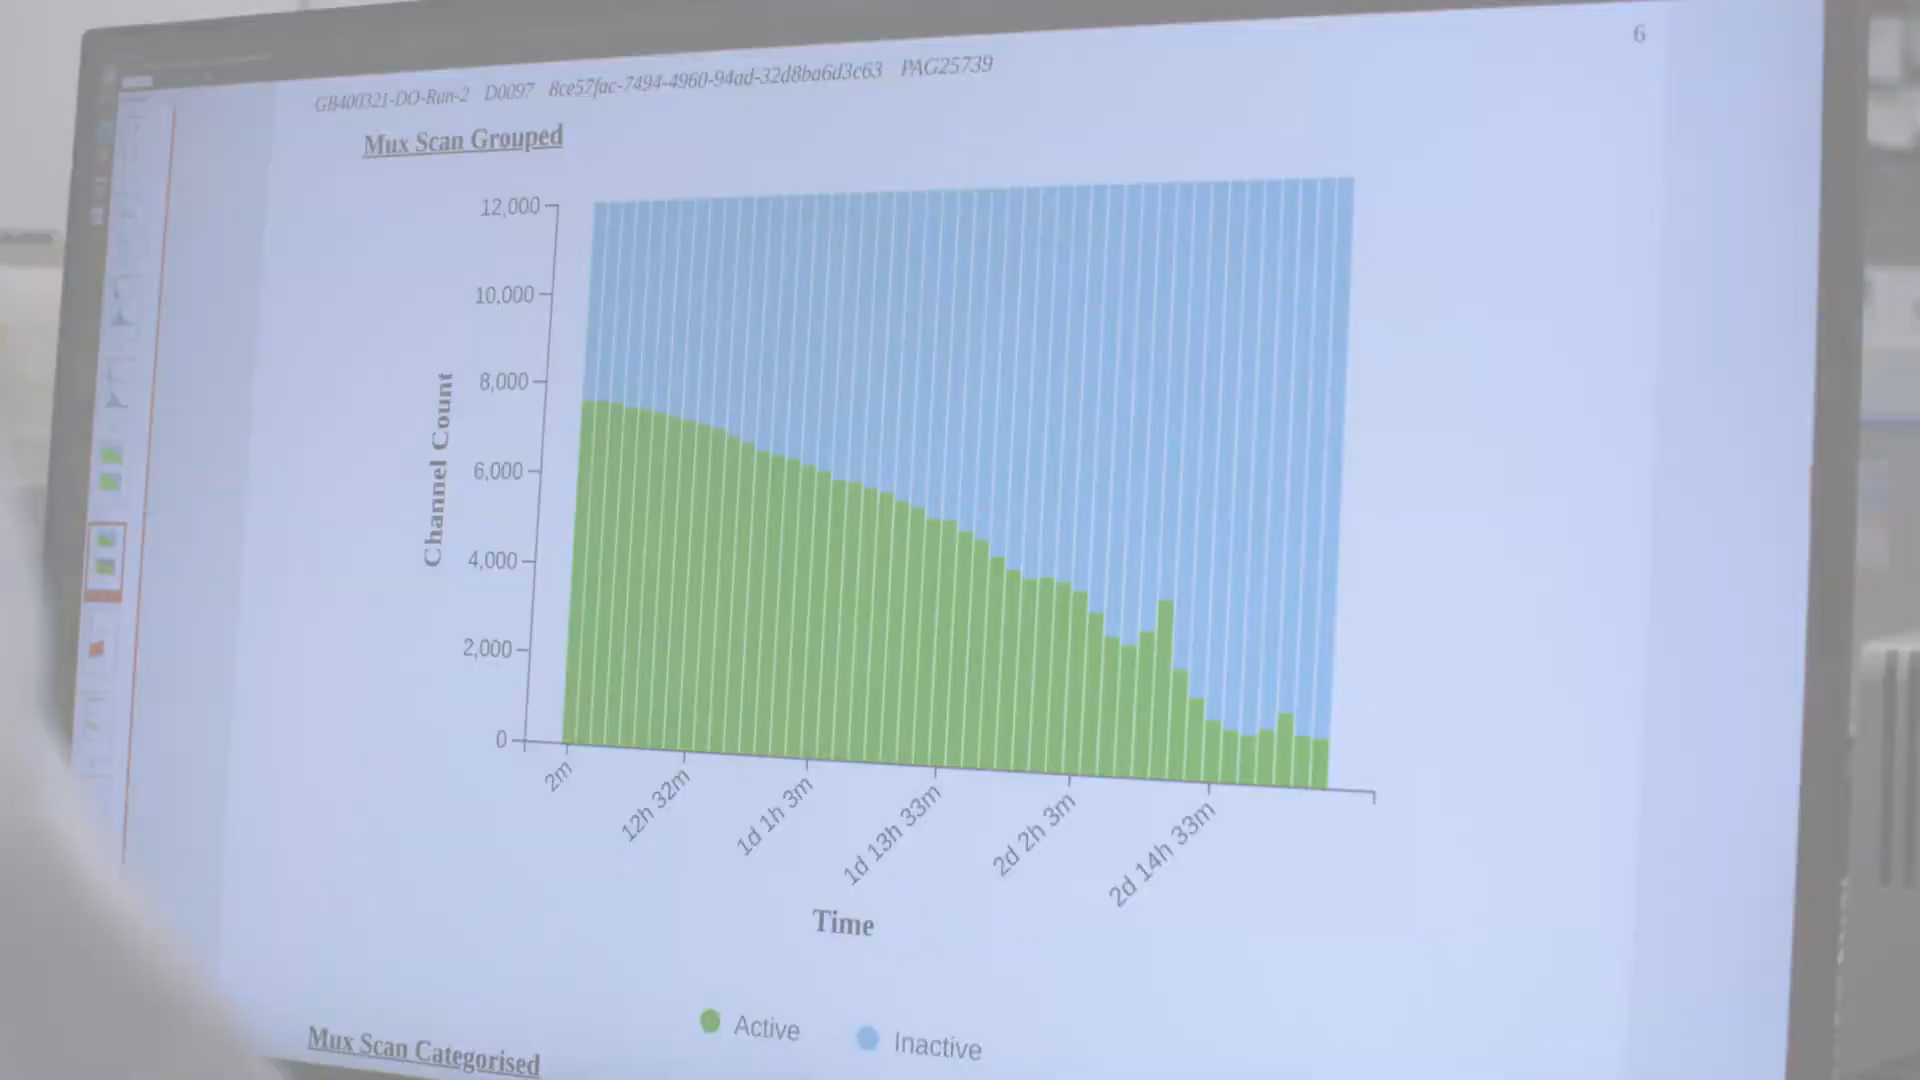 6
GB400321-DO-Run-2 D0097 8ce57fac-7494-4960-94ad-32d8ba6d3c63 PAG25739
Mux Scan Grouped
12,000
10,000
8,000
6,000
4,000
2,000
0
Channel Count
2m
12h 32m
1d 1h 3m
1d 13h 33m
2d 2h 3m
2d 14h 33m
Time
Active
Inactive
Mux Scan Categorised